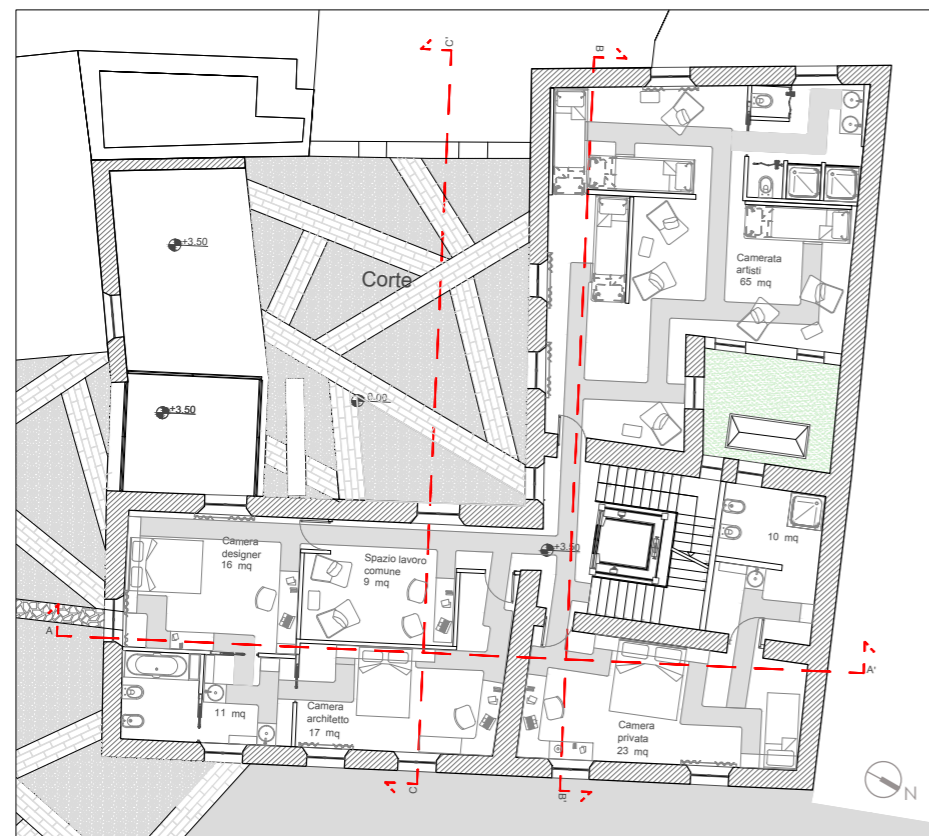 C'
B
+3.50
Corte
Camerata
artisti
65 mq
+3.50
0.00
Camera
designer
16 mq
Spazio lavoro
comune
9 mq
+3.50
10 mq
A
A'
11 mq
Camera
architetto
17 mq
Camera
privata
23 mq
C
B'
N